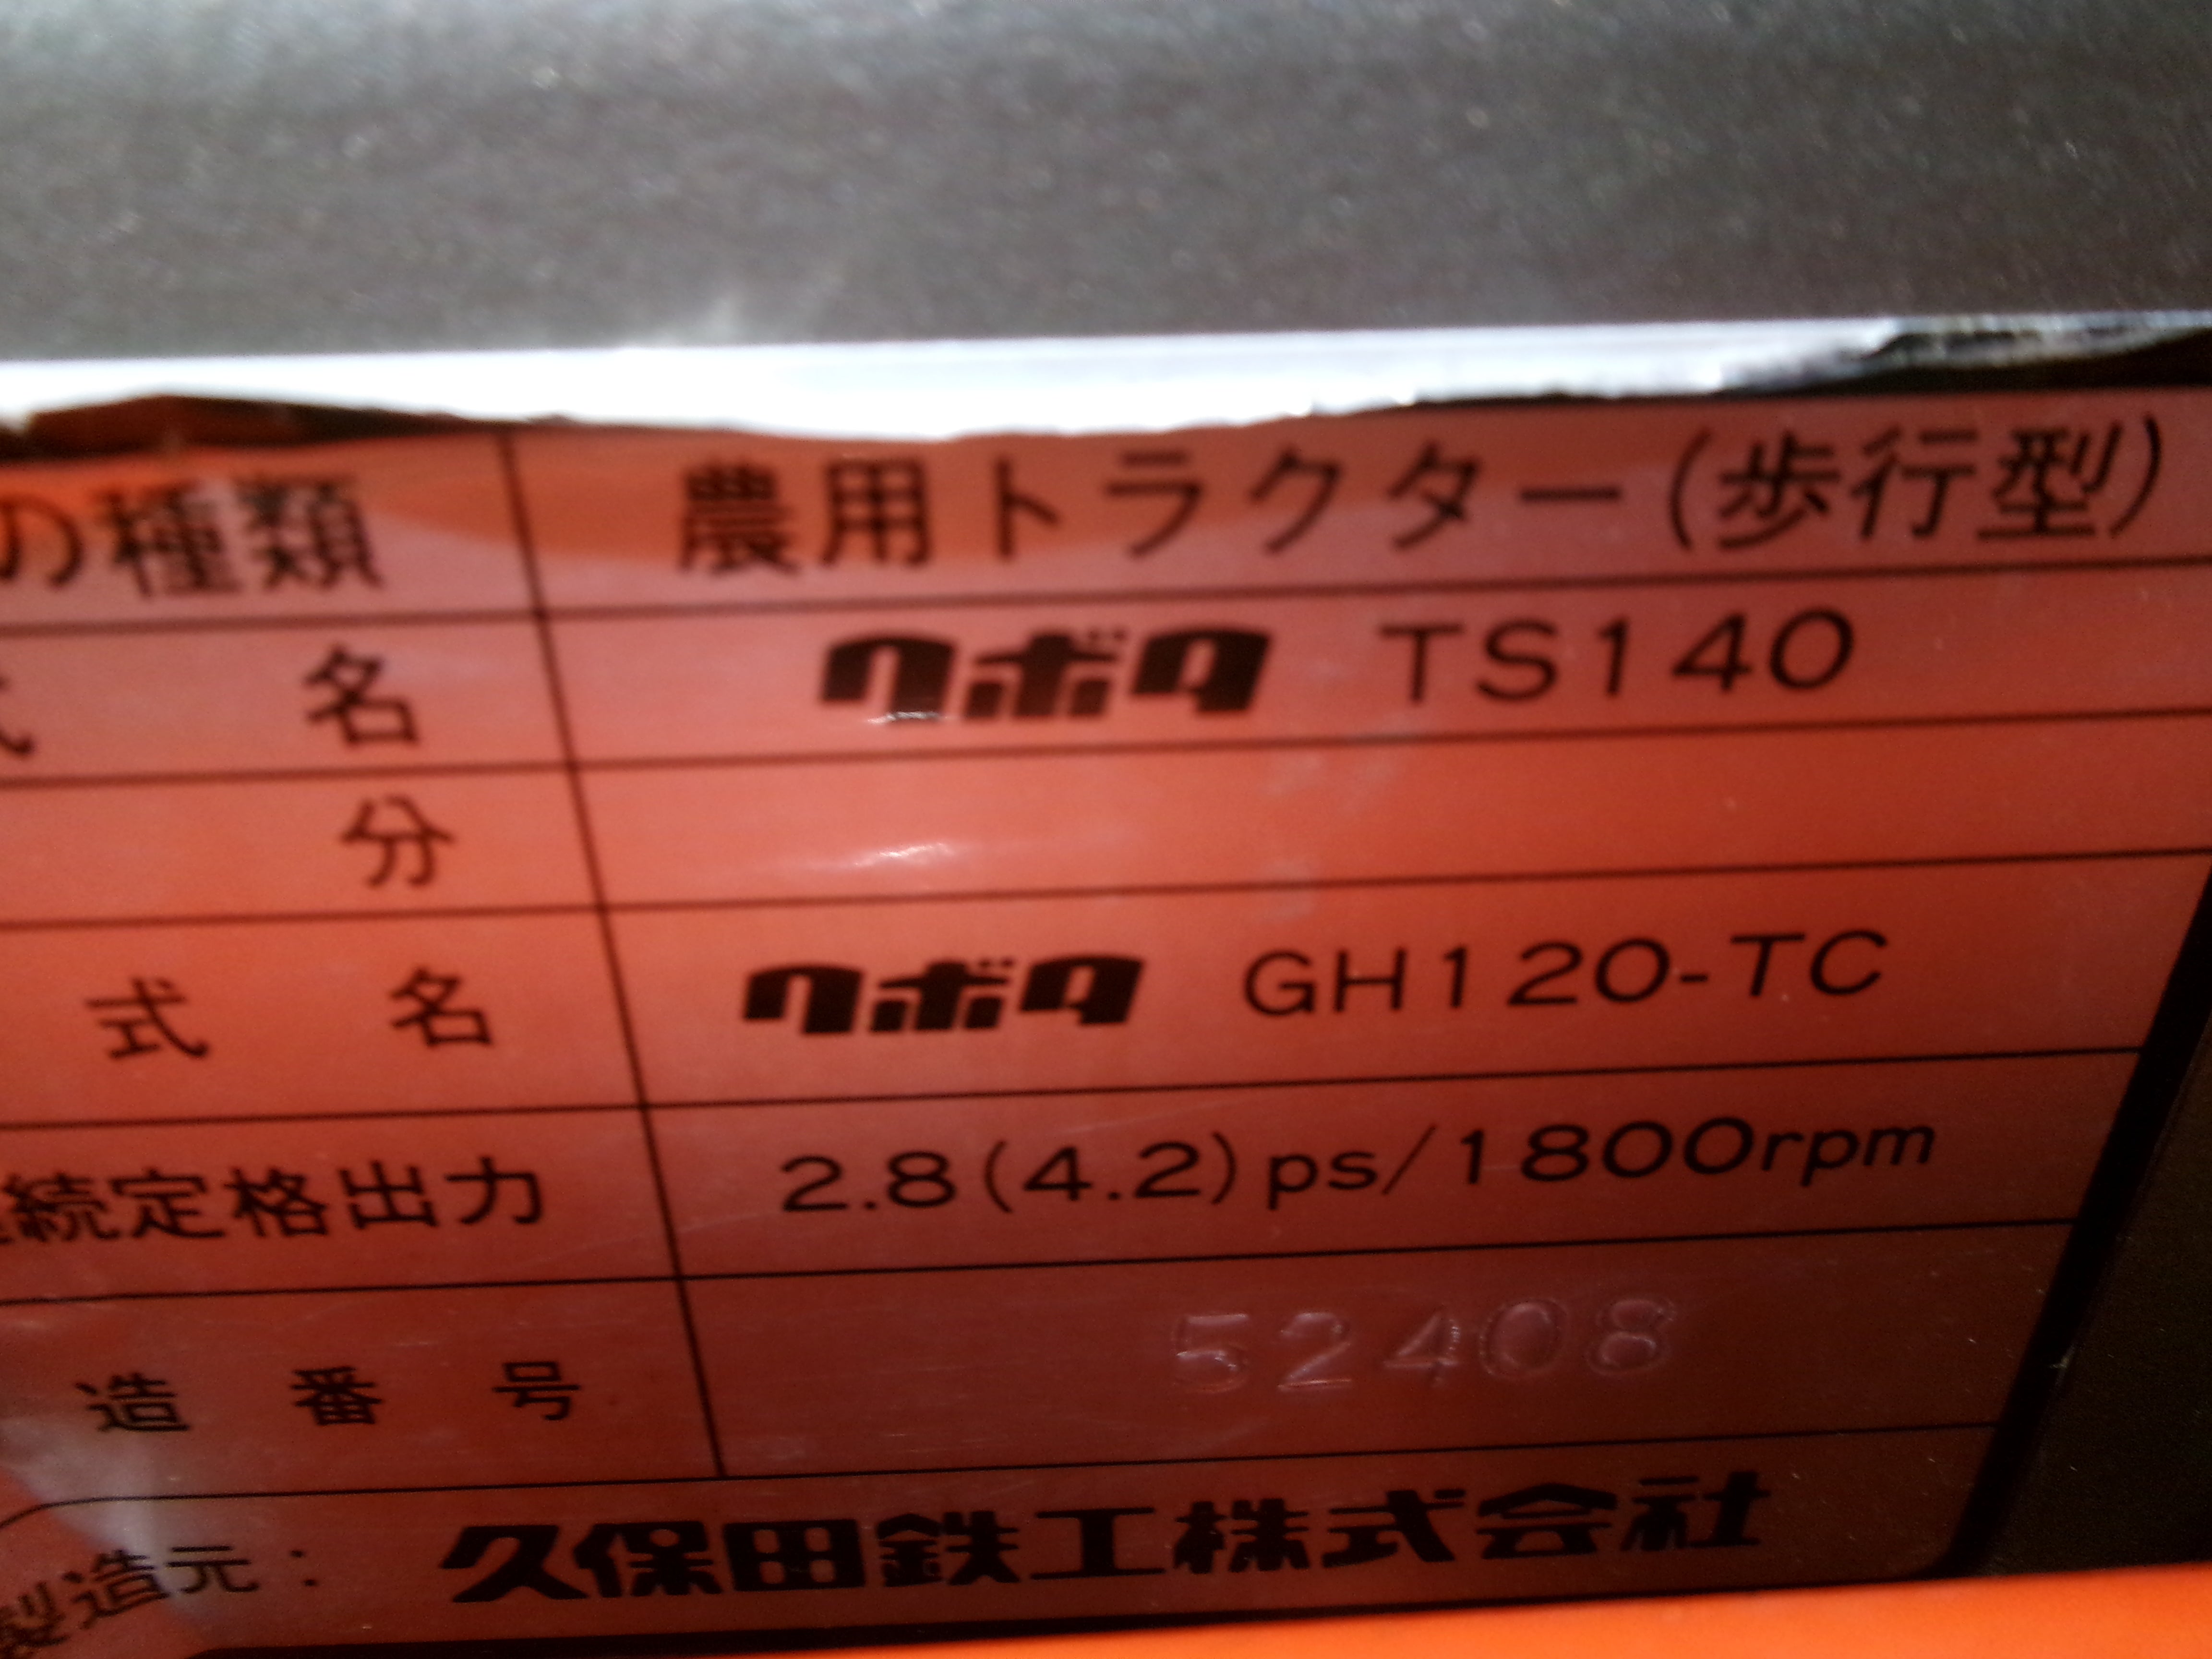 の種類 農用トラクター(歩行型)
式 名 クボタ TS140
分
式 名 クボタ GH120-TC
続定格出力 2.8(4.2)ps/1800rpm
造 番 号 52408
製造元: 久保田鉄工株式会社